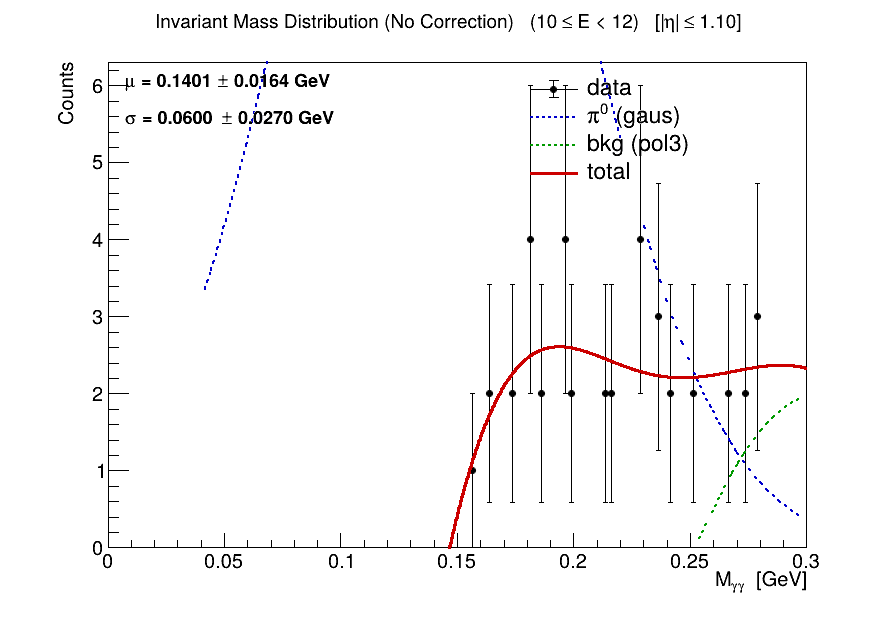 Invariant Mass Distribution (No Correction) (10 ≤ E < 12) [|η| ≤ 1.10]
Counts
μ = 0.1401 ± 0.0164 GeV
σ = 0.0600 ± 0.0270 GeV
data
π⁰ (gaus)
bkg (pol3)
total
6
5
4
3
2
1
0
0 0.05 0.1 0.15 0.2 0.25 0.3
M_γγ [GeV]